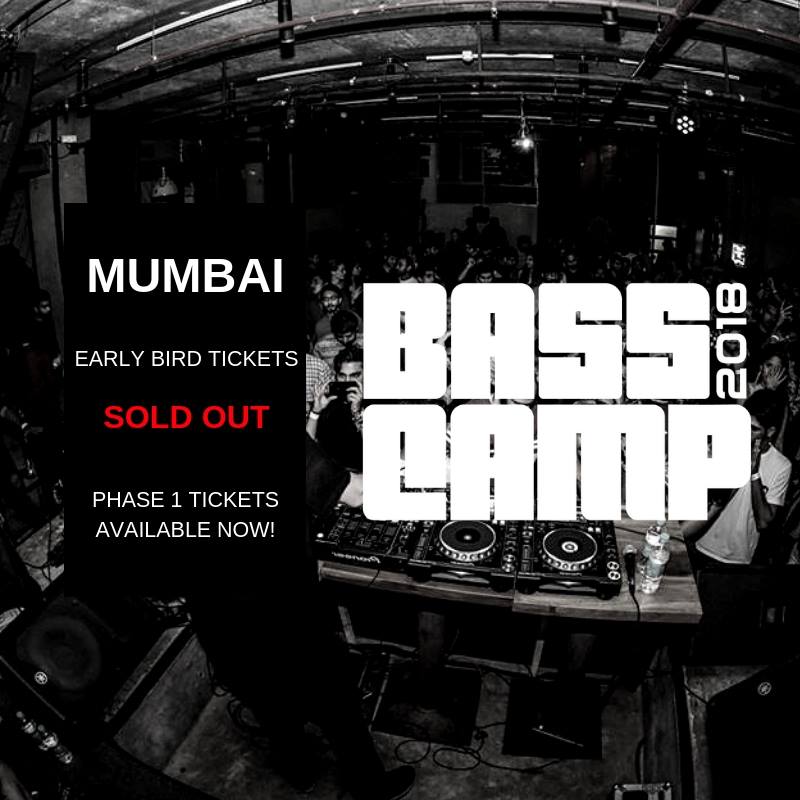 MUMBAI
EARLY BIRD TICKETS
SOLD OUT
PHASE 1 TICKETS
AVAILABLE NOW!
BASS
2018
CAMP